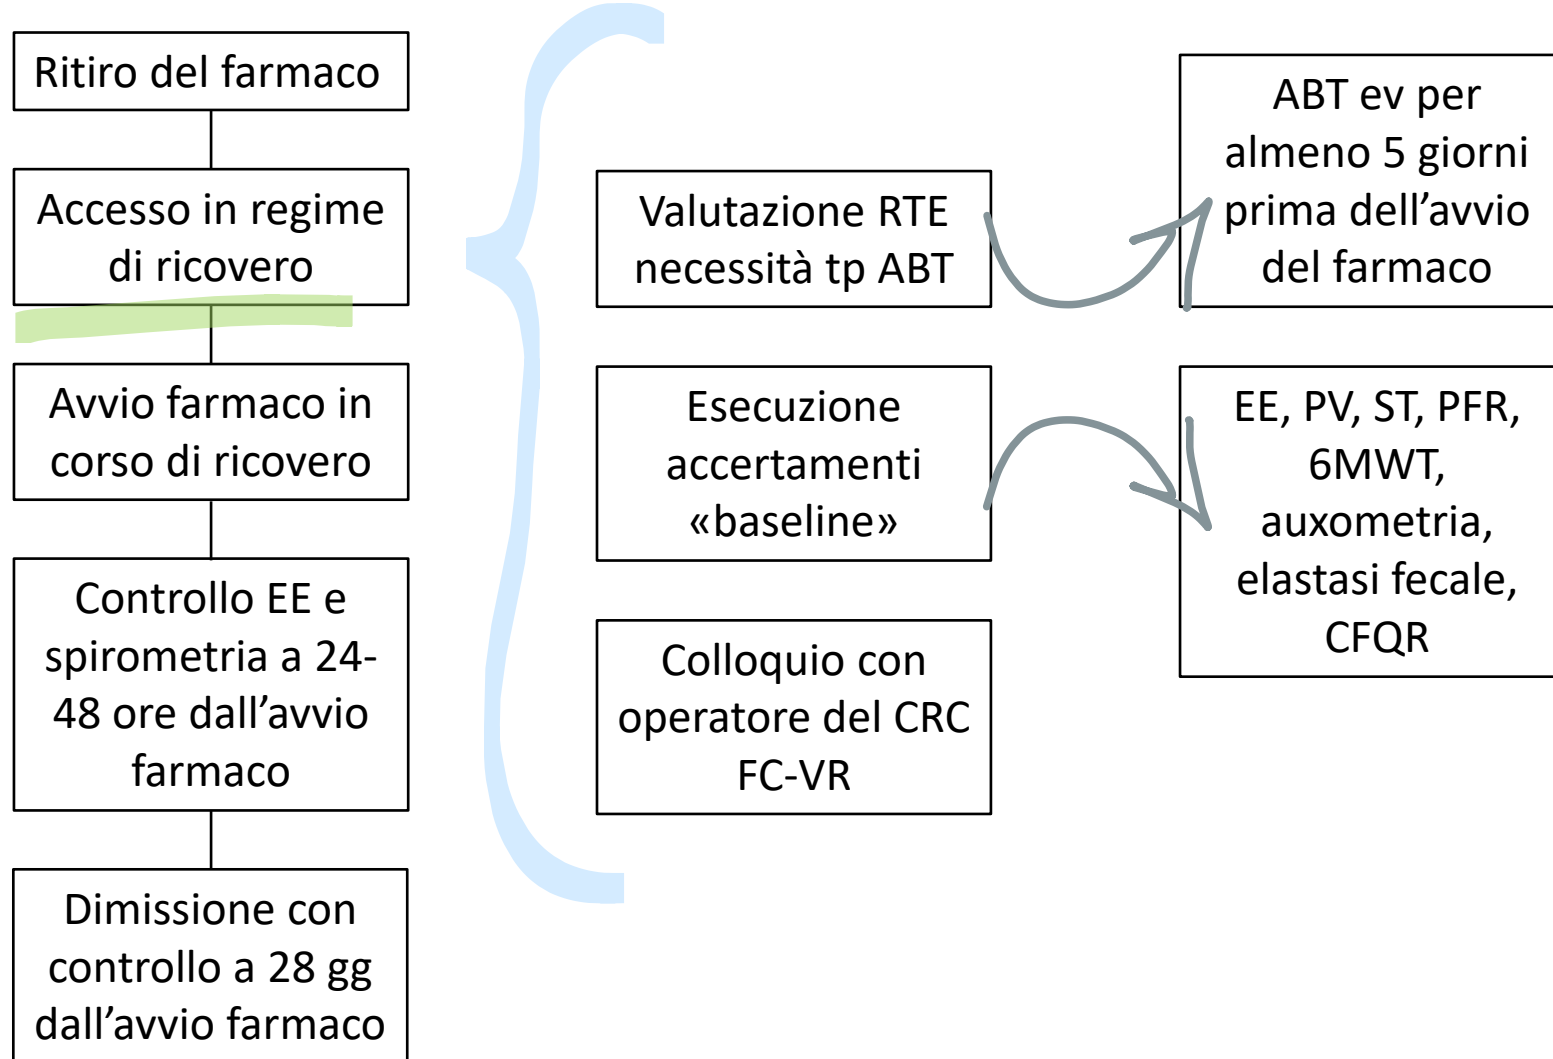 Ritiro del farmaco
Accesso in regime
di ricovero
Avvio farmaco in
corso di ricovero
Controllo EE e
spirometria a 24-
48 ore dall’avvio
farmaco
Dimissione con
controllo a 28 gg
dall’avvio farmaco
Valutazione RTE
necessità tp ABT
Esecuzione
accertamenti
«baseline»
Colloquio con
operatore del CRC
FC-VR
ABT ev per
almeno 5 giorni
prima dell’avvio
del farmaco
EE, PV, ST, PFR,
6MWT,
auxometria,
elastasi fecale,
CFQR